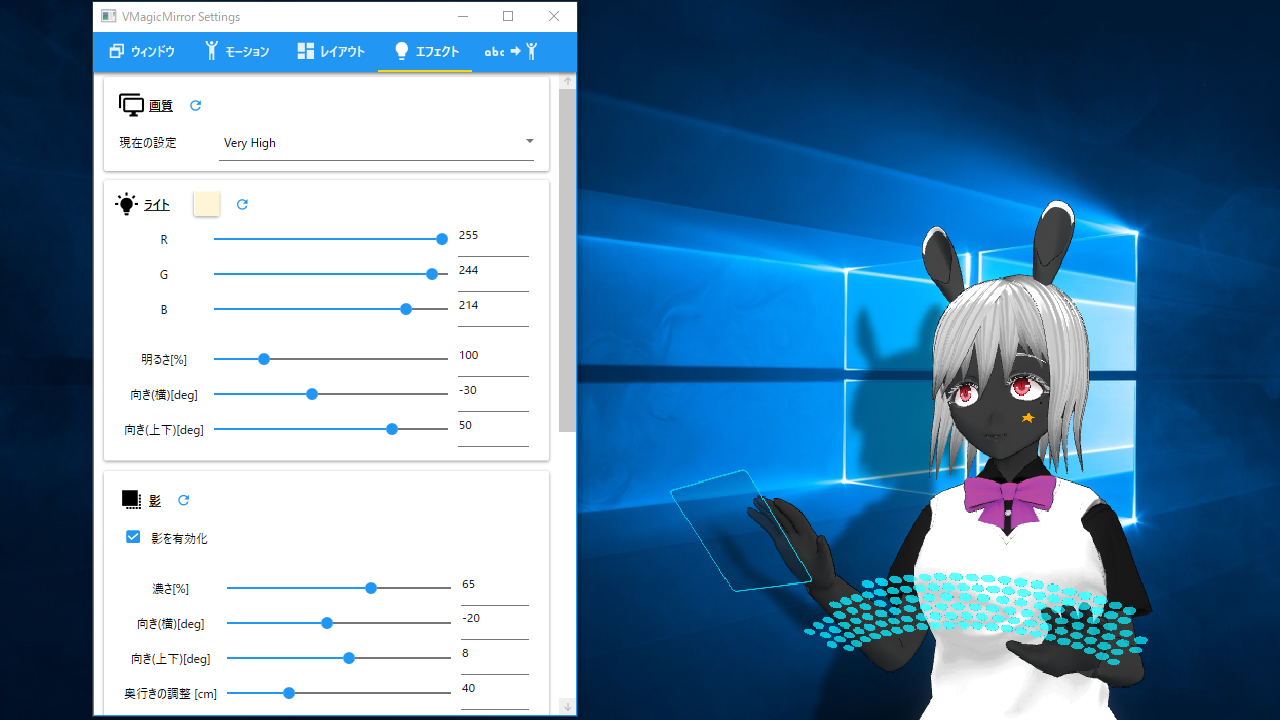 VMagicMirror Settings
ウィンドウ モーション レイアウト エフェクト abc
画質
現在の設定 Very High
ライト
R 255
G 244
B 214
明るさ[%] 100
向き(横)[deg] -30
向き(上下)[deg] 50
影
影を有効化
濃さ[%] 65
向き(横)[deg] -20
向き(上下)[deg] 8
奥行きの調整 [cm] 40